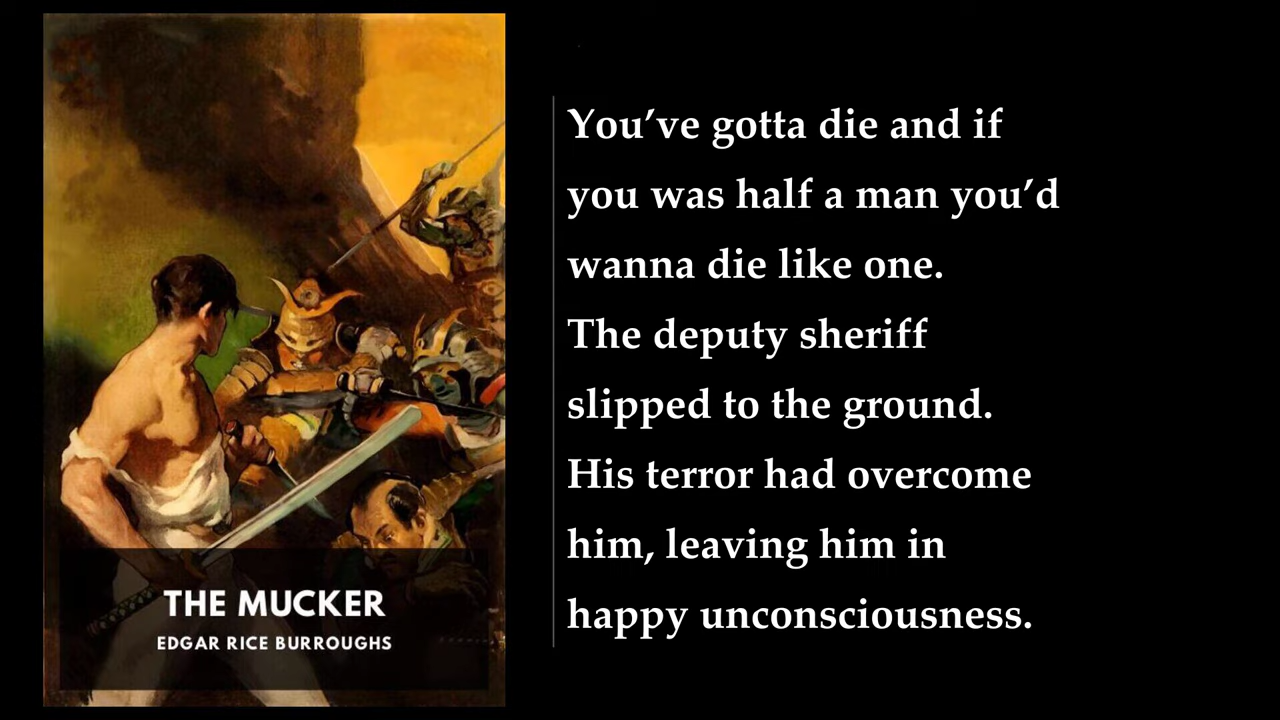 THE MUCKER
EDGAR RICE BURROUGHS
You’ve gotta die and if
you was half a man you’d
wanna die like one.
The deputy sheriff
slipped to the ground.
His terror had overcome
him, leaving him in
happy unconsciousness.